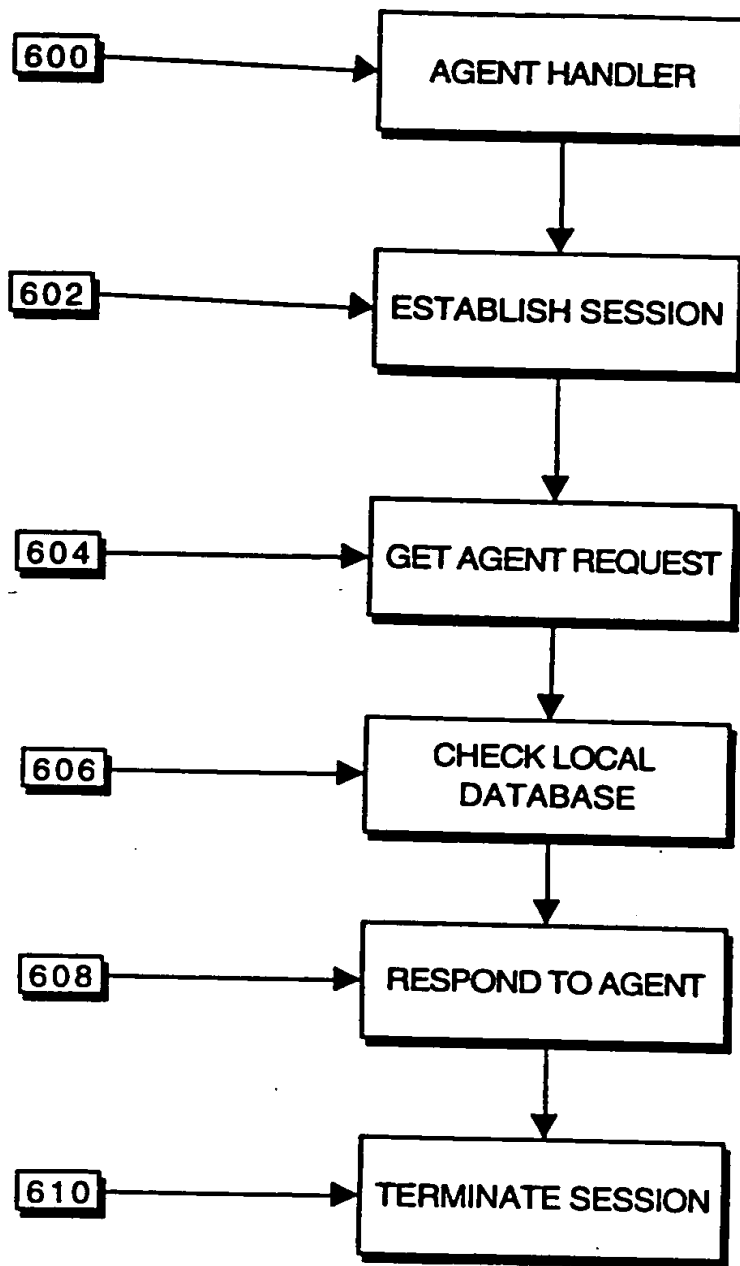 600
AGENT HANDLER
602
ESTABLISH SESSION
604
GET AGENT REQUEST
606
CHECK LOCAL
DATABASE
608
RESPOND TO AGENT
610
TERMINATE SESSION